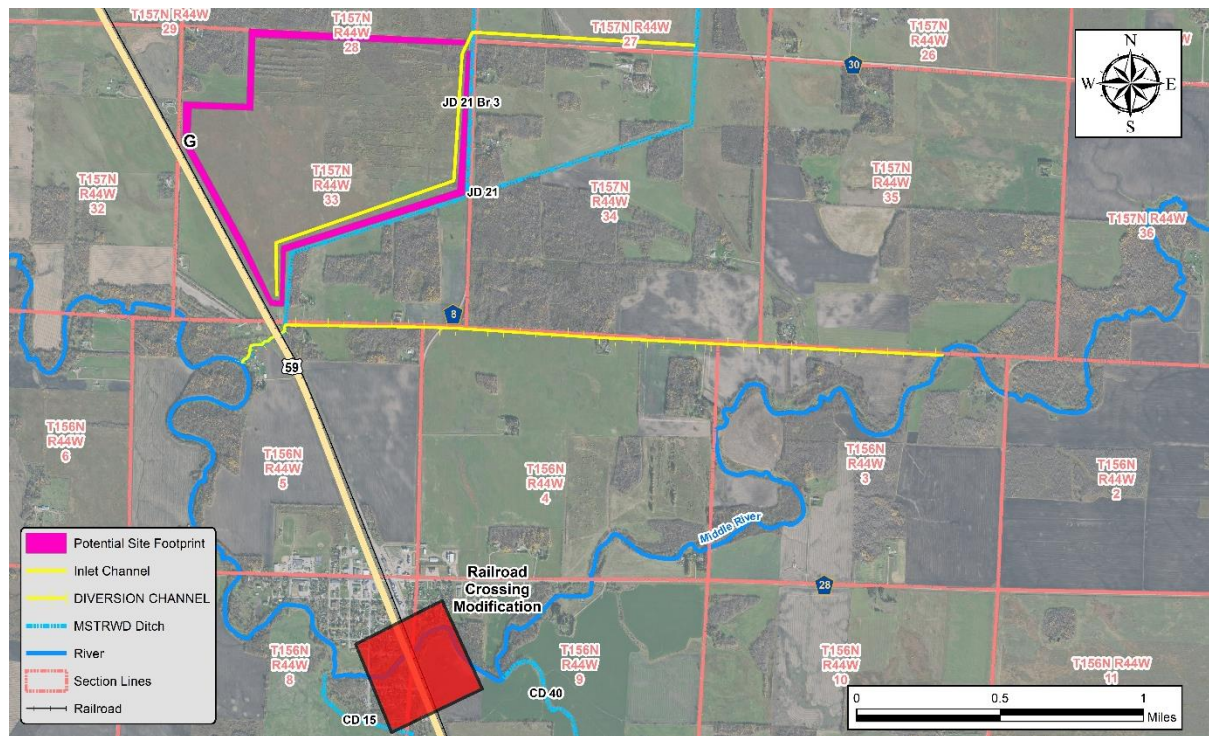 T157N
R44W
29
T157N
R44W
28
T157N R44W
27
T157N
R44W
26
W
30
N
W E
S
JD 21 Br 3
G
T157N
R44W
32
T157N
R44W
33
JD 21
T157N
R44W
34
T157N
R44W
35
T157N R44W
36
8
59
T156N
R44W
6
T156N
R44W
5
T156N
R44W
4
T156N
R44W
3
T156N
R44W
2
Middle River
28
Railroad
Crossing
Modification
T156N
R44W
8
T156N
R44W
9
T156N
R44W
10
T156N R44W
11
CD 40
CD 15
Potential Site Footprint
Inlet Channel
DIVERSION CHANNEL
MSTRWD Ditch
River
Section Lines
Railroad
0 0.5 1
Miles